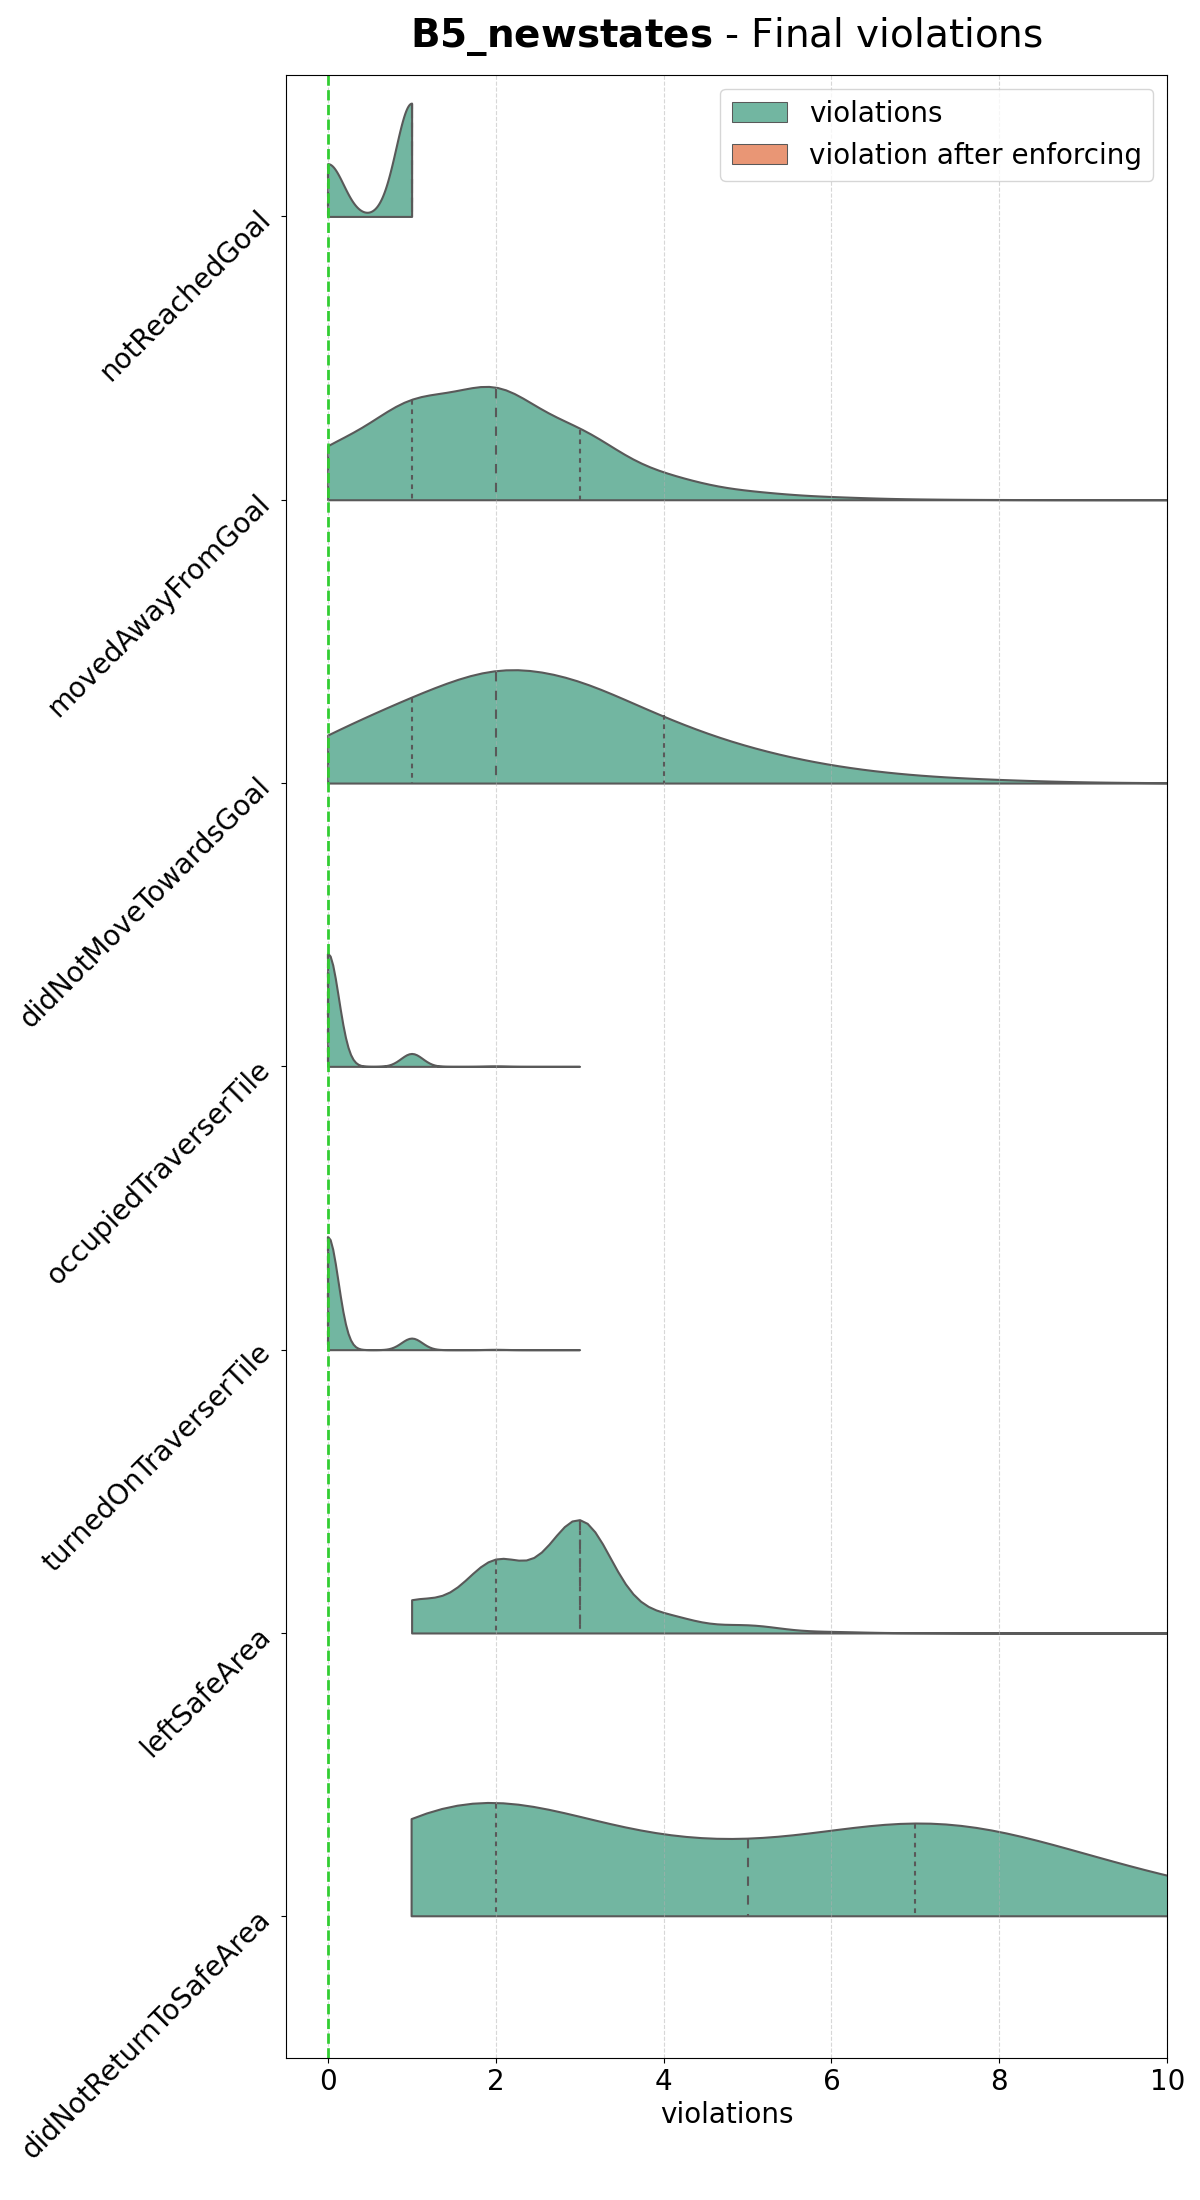 B5_newstates - Final violations
violations
violation after enforcing
notReachedGoal
movedAwayFromGoal
didNotMoveTowardsGoal
occupiedTraverserTile
turnedOnTraverserTile
leftSafeArea
didNotReturnToSafeArea
0 2 4 6 8 10
violations